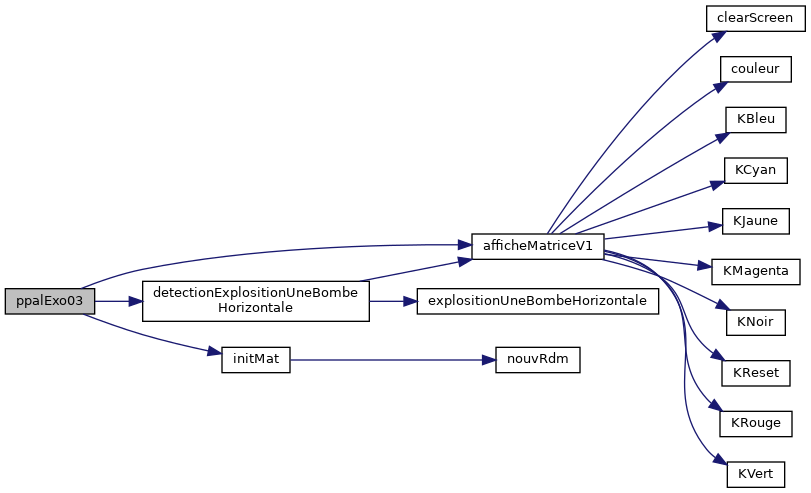 clearScreen
couleur
KBleu
KCyan
KJaune
afficheMatriceV1
KMagenta
ppalExo03
detectionExplositionUneBombe
Horizontale
explositionUneBombeHorizontale
KNoir
initMat
nouvRdm
KReset
KRouge
KVert